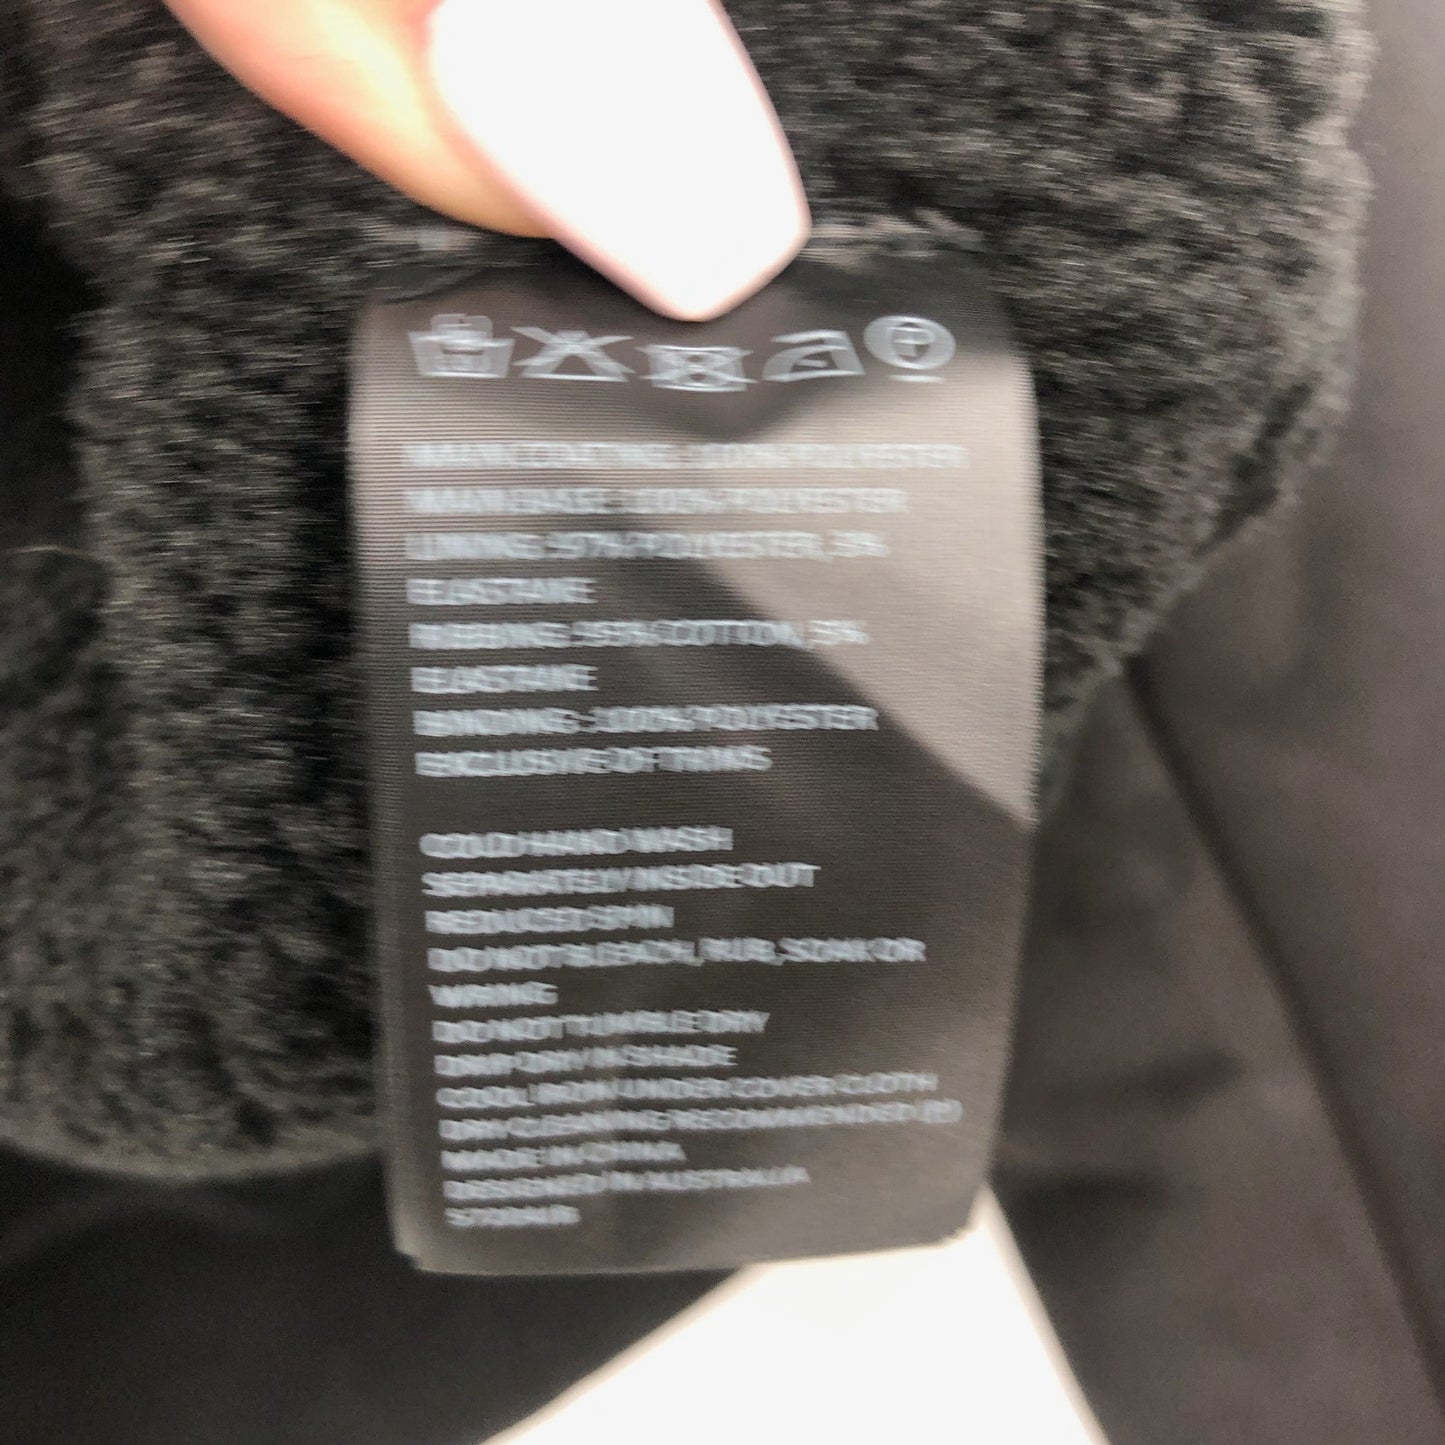 MAIN COATING: 100% POLYESTER
MAIN BASE: 100% POLYESTER
LINING: 97% POLYESTER, 3%
ELASTANE
RIBBING: 95% COTTON, 5%
ELASTANE
BINDING: 100% POLYESTER
EXCLUSIVE OF TRIMS
COLD HAND WASH
SEPARATELY INSIDE OUT
REDUCED SPIN
DO NOT BLEACH, RUB, SOAK OR
WRING
DO NOT TUMBLE DRY
DRIP DRY IN SHADE
COOL IRON UNDER COVER CLOTH
DRY CLEANING RECOMMENDED (P)
MADE IN CHINA
DESIGNED IN AUSTRALIA